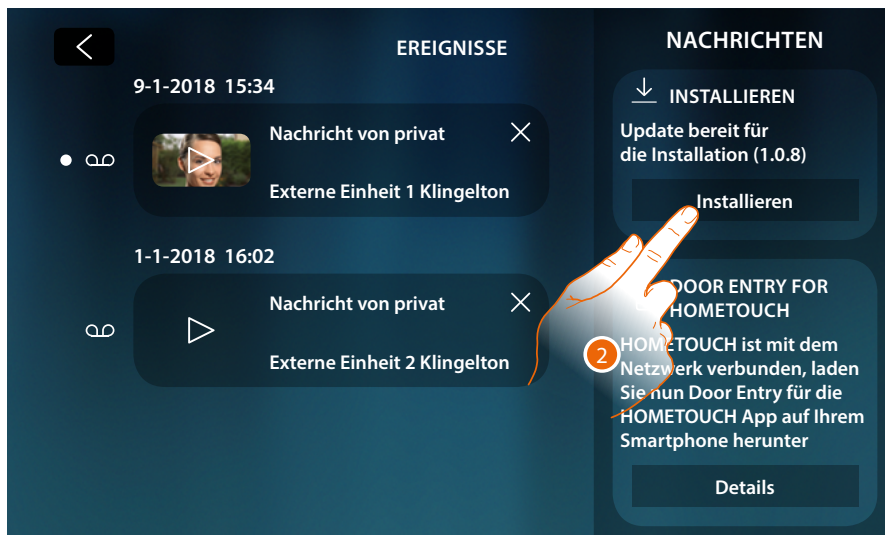 EREIGNISSE
9-1-2018 15:34
Nachricht von privat
Externe Einheit 1 Klingelton
1-1-2018 16:02
Nachricht von privat
Externe Einheit 2 Klingelton
NACHRICHTEN
INSTALLIEREN
Update bereit für
die Installation (1.0.8)
Installieren
DOOR ENTRY FOR
HOMETOUCH
2
HOMETOUCH ist mit dem
Netzwerk verbunden, laden
Sie nun Door Entry für die
HOMETOUCH App auf Ihrem
Smartphone herunter
Details